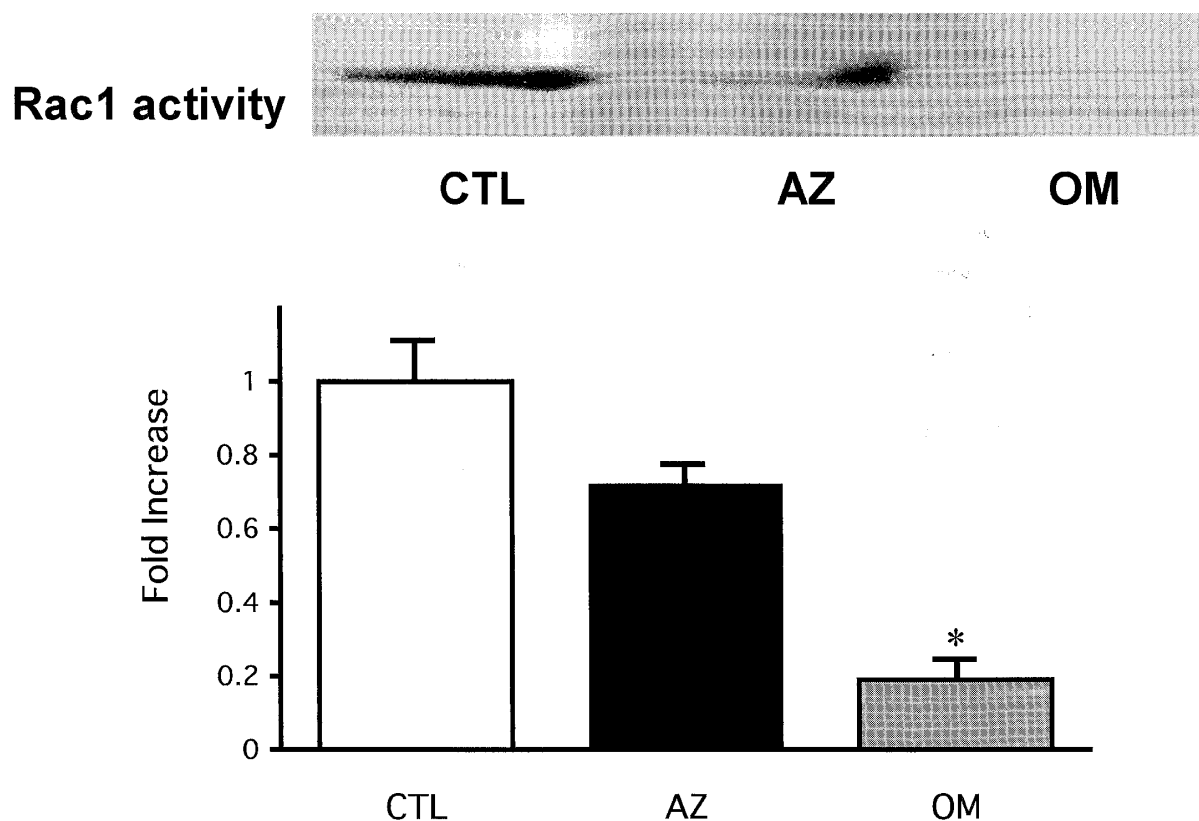 Rac1 activity
CTL AZ OM
Fold Increase
1
0.8
0.6
0.4
0.2
0
*
CTL AZ OM